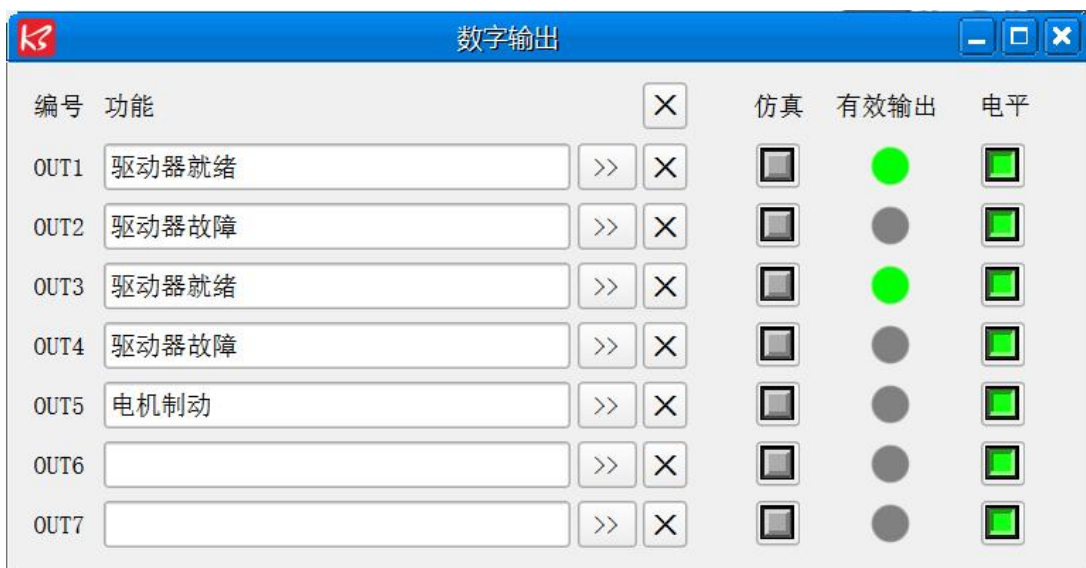 数字输出
编号 功能 X 仿真 有效输出 电平
OUT1 驱动器就绪 >> X
OUT2 驱动器故障 >> X
OUT3 驱动器就绪 >> X
OUT4 驱动器故障 >> X
OUT5 电机制动 >> X
OUT6 >> X
OUT7 >> X